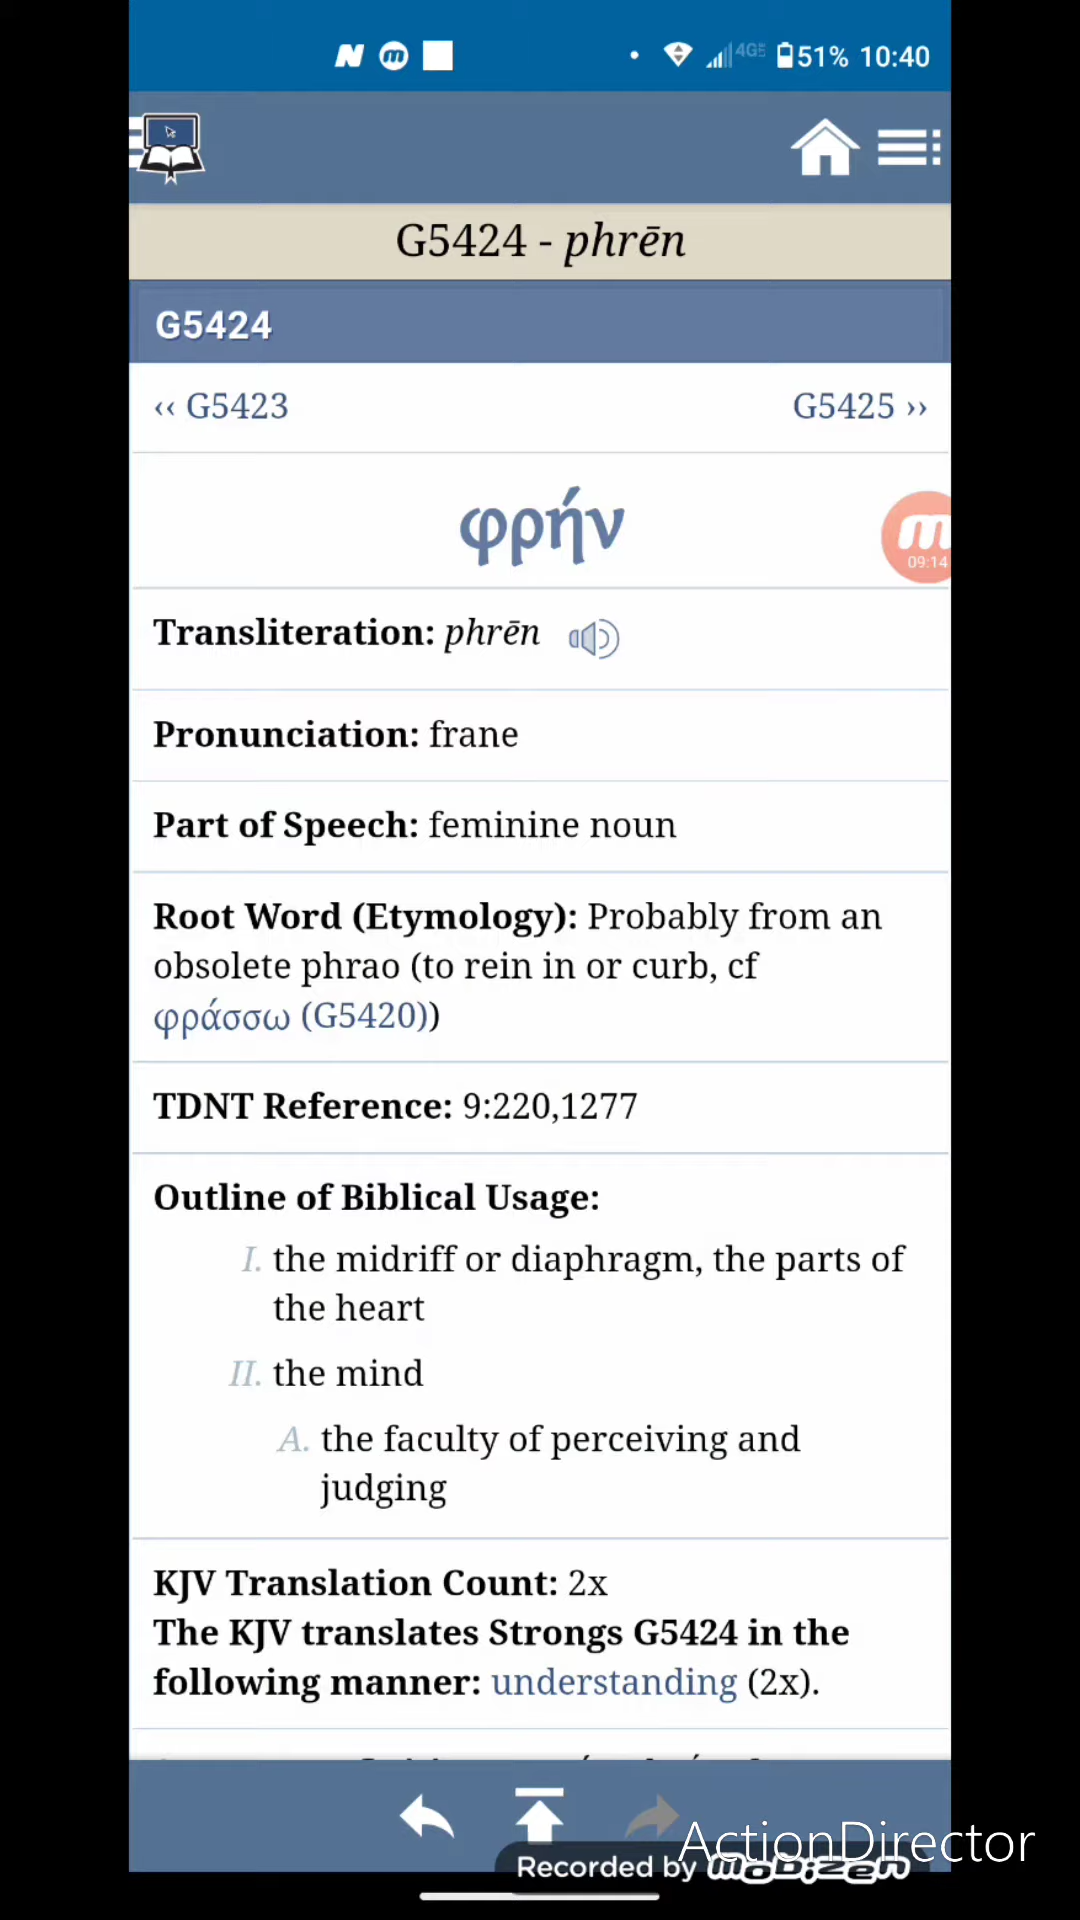 51% 10:40
G5424 - phrēn
G5424
‹‹ G5423
G5425 ››
φρήν
09:14
Transliteration: phrēn
Pronunciation: frane
Part of Speech: feminine noun
Root Word (Etymology): Probably from an
obsolete phrao (to rein in or curb, cf
φράσσω (G5420))
TDNT Reference: 9:220,1277
Outline of Biblical Usage:
I. the midriff or diaphragm, the parts of
the heart
II. the mind
A. the faculty of perceiving and
judging
KJV Translation Count: 2x
The KJV translates Strongs G5424 in the
following manner: understanding (2x).
ActionDirector
Recorded by mobizen